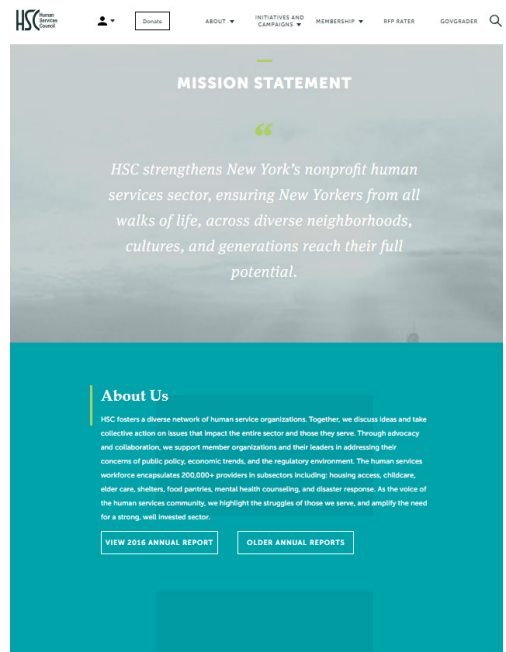 HSC Human Services Council
Donate
ABOUT
INITIATIVES AND CAMPAIGNS
MEMBERSHIP
RFP RATER
GOVGRADER
MISSION STATEMENT
“
HSC strengthens New York's nonprofit human
services sector, ensuring New Yorkers from all
walks of life, across diverse neighborhoods,
cultures, and generations reach their full
potential.
About Us
HSC fosters a diverse network of human service organizations. Together, we discuss ideas and take
collective action on issues that impact the entire sector and those they serve. Through advocacy
and collaboration, we support member organizations and their leaders in addressing their
concerns of public policy, economic trends, and the regulatory environment. The human services
workforce encapsulates 200,000+ providers in subsectors including: housing access, childcare,
elder care, shelters, food pantries, mental health counseling, and disaster response. As the voice of
the human services community, we highlight the struggles of those we serve, and amplify the need
for a strong, well invested sector.
VIEW 2016 ANNUAL REPORT
OLDER ANNUAL REPORTS